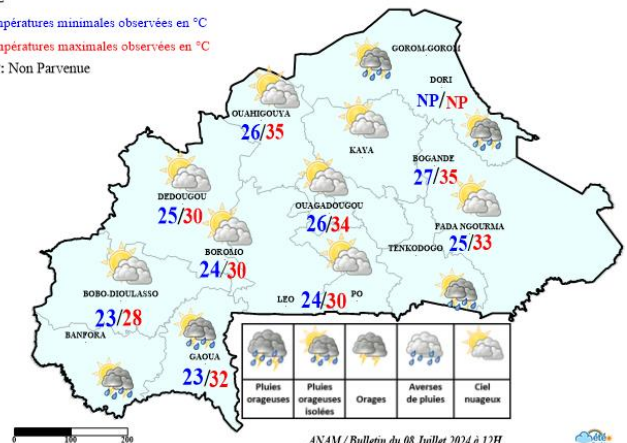 mpératures minimales observées en °C
mpératures maximales observées en °C
: Non Parvenue
GOROM-GOROM
DORI
NP/NP
OUAHIGOUYA
26/35
KAYA
BOGANDE
27/35
DEDOUGOU
25/30
OUAGADOUGOU
26/34
FADA NGOURMA
25/33
BOROMO
24/30
TENKODOGO
BOBO-DIOULASSO
23/28
LEO 24/30 PO
BANFORA
GAOUA
23/32
Pluies orageuses
Pluies orageuses isolées
Orages
Averses de pluies
Ciel nuageux
0 100 200
ANAM / Bulletin du 08 Juillet 2024 à 12H